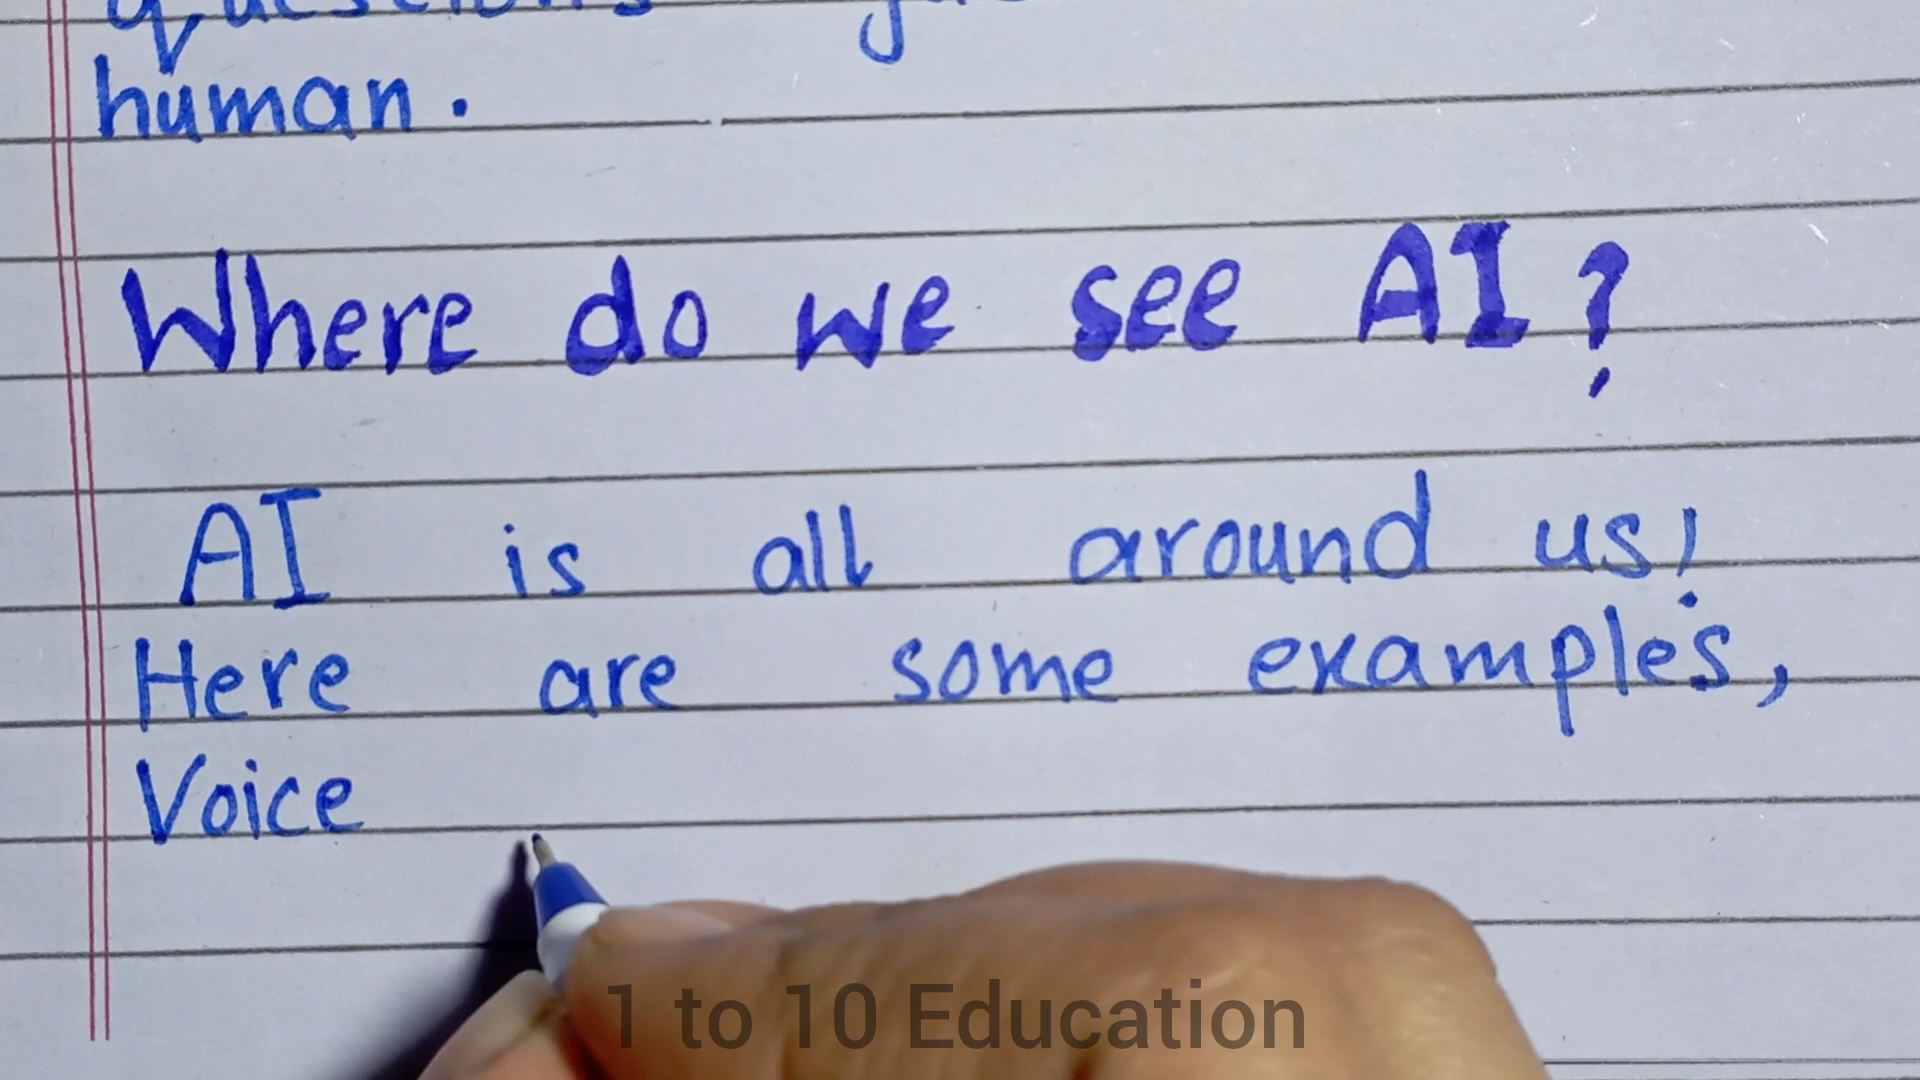 human.
Where do we see AI?
AI is all around us!
Here are some examples,
Voice
1 to 10 Education